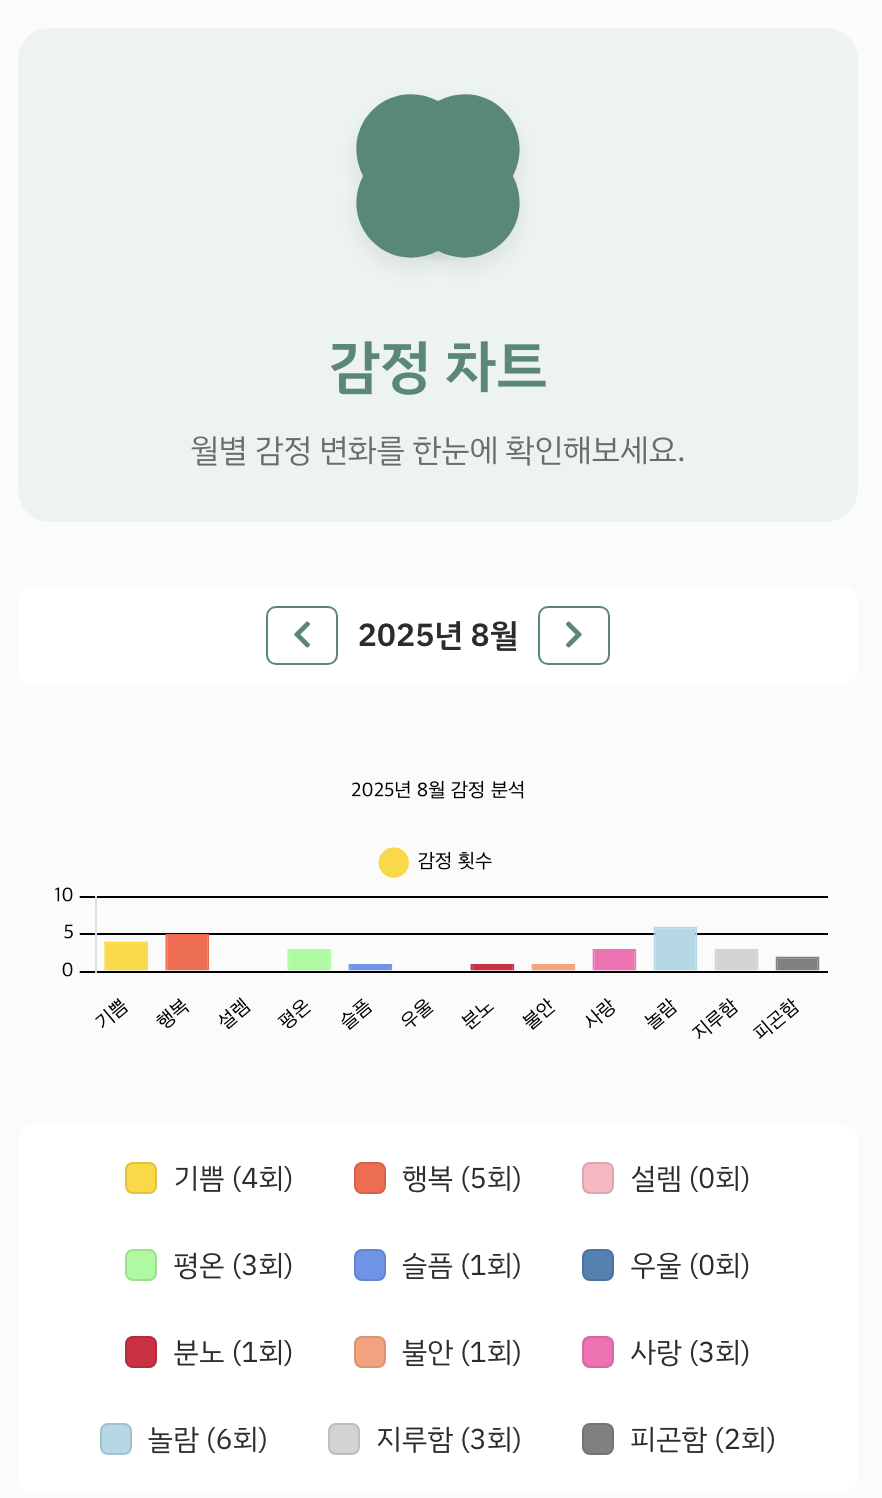 감정 차트
월별 감정 변화를 한눈에 확인해보세요.
2025년 8월
2025년 8월 감정 분석
감정 횟수
10
5
0
기쁨 행복 설렘 평온 슬픔 우울 분노 불안 사랑 놀람 지루함 피곤함
기쁨 (4회) 행복 (5회) 설렘 (0회)
평온 (3회) 슬픔 (1회) 우울 (0회)
분노 (1회) 불안 (1회) 사랑 (3회)
놀람 (6회) 지루함 (3회) 피곤함 (2회)